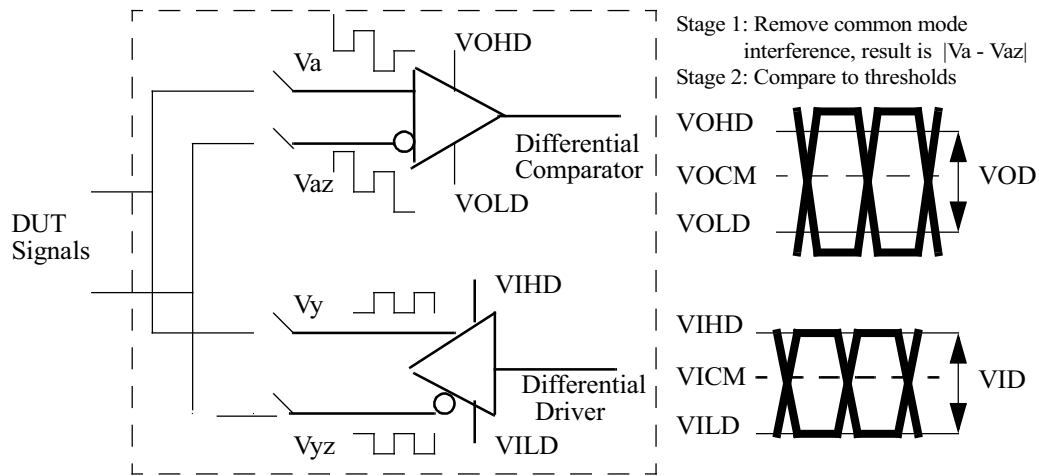 Stage 1: Remove common mode
interference, result is |Va - Vaz|
Stage 2: Compare to thresholds
Va
VOHD
Differential
Comparator
Vaz
VOLD
DUT
Signals
Vy
VIHD
Differential
Driver
Vyz
VILD
VOHD
VOCM
VOD
VOLD
VIHD
VICM
VID
VILD